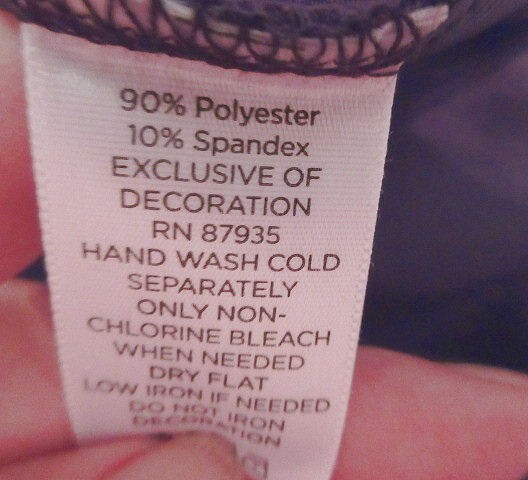 90% Polyester
10% Spandex
EXCLUSIVE OF
DECORATION
RN 87935
HAND WASH COLD
SEPARATELY
ONLY NON-
CHLORINE BLEACH
WHEN NEEDED
DRY FLAT
LOW IRON IF NEEDED
DO NOT IRON
DECORATION